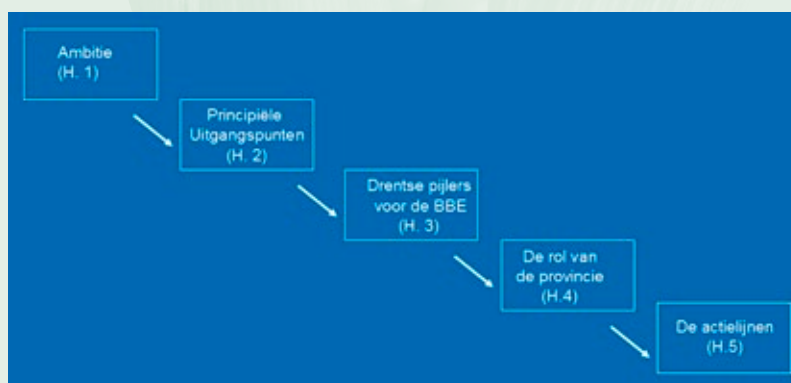 Ambitie
(H. 1)
Principiële
Uitgangspunten
(H. 2)
Drentse pijlers
voor de BBE
(H. 3)
De rol van
de provincie
(H.4)
De actielijnen
(H.5)